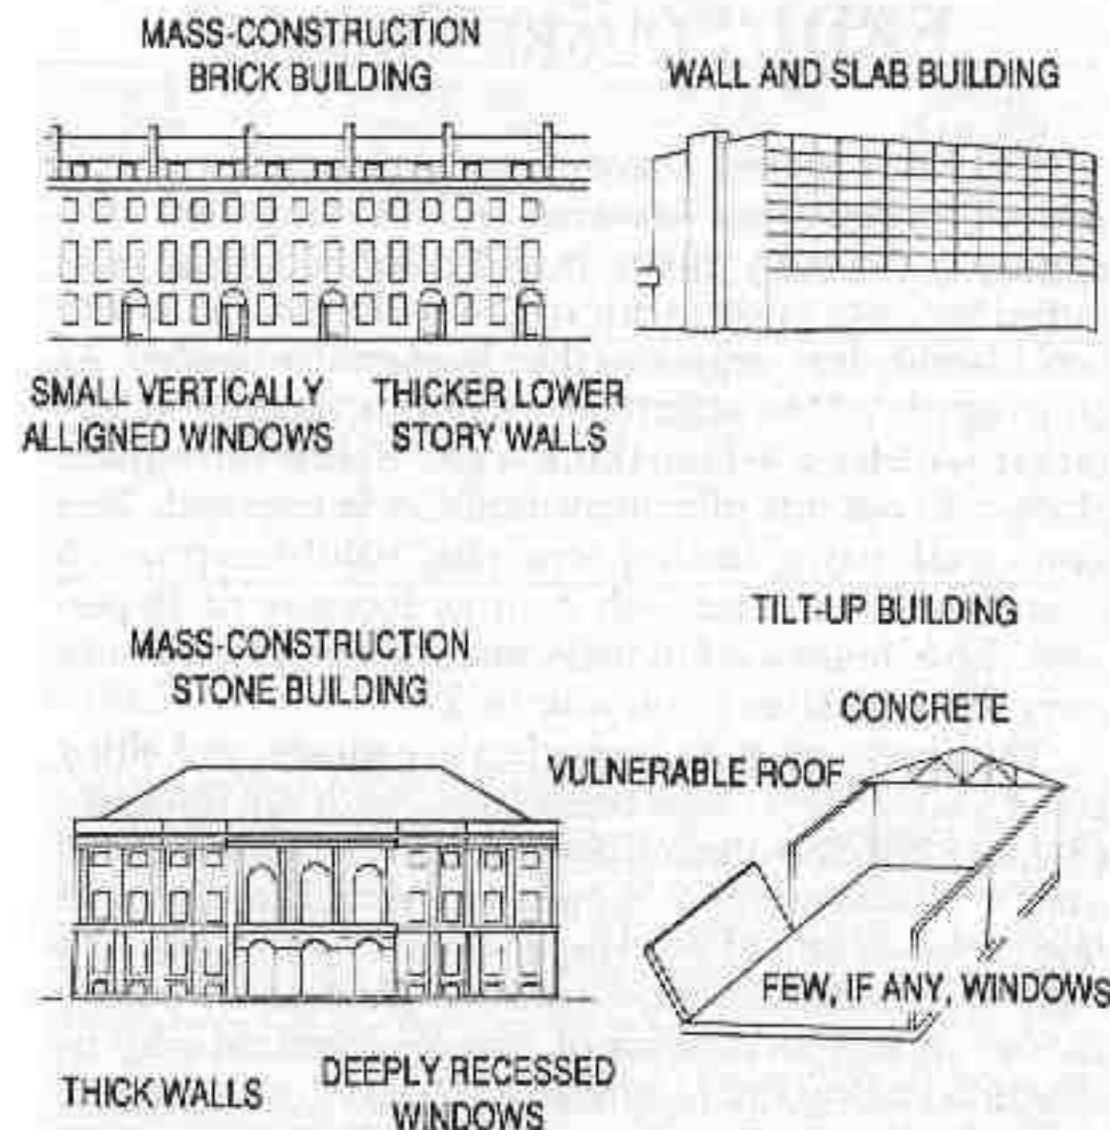 MASS-CONSTRUCTION
BRICK BUILDING
WALL AND SLAB BUILDING
SMALL VERTICALLY
ALLIGNED WINDOWS
THICKER LOWER
STORY WALLS
MASS-CONSTRUCTION
STONE BUILDING
TILT-UP BUILDING
CONCRETE
VULNERABLE ROOF
FEW, IF ANY, WINDOWS
THICK WALLS
DEEPLY RECESSED
WINDOWS